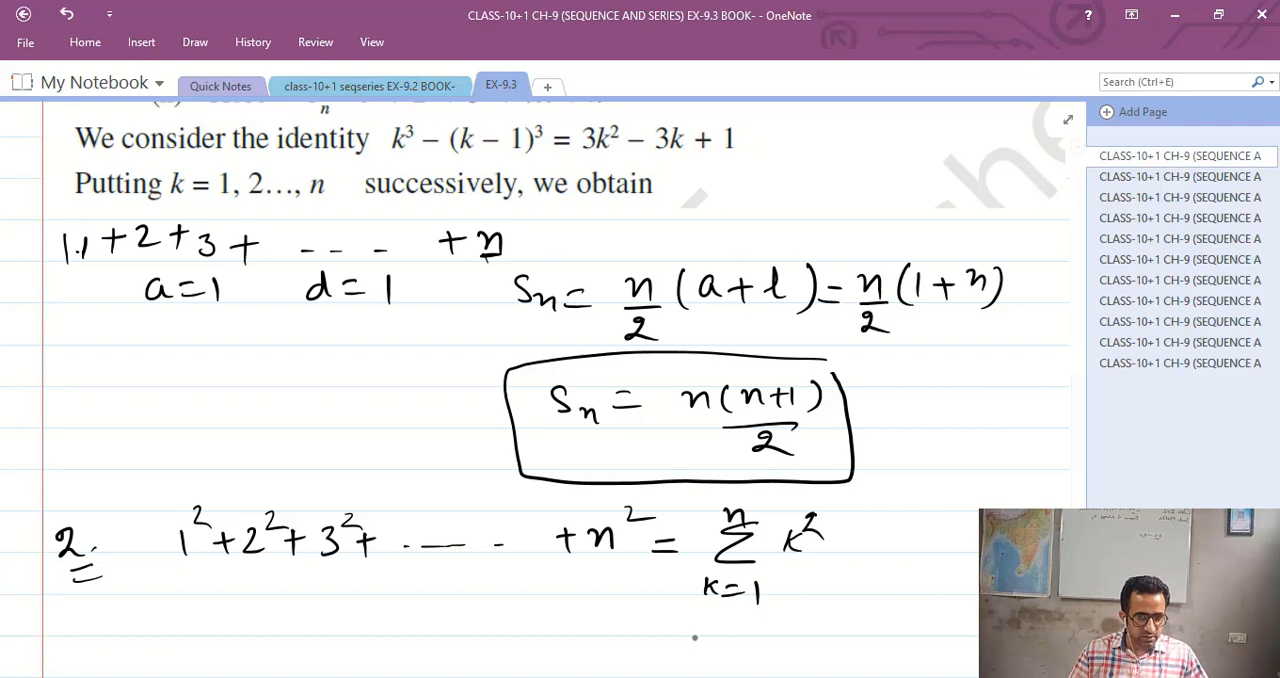 CLASS-10+1 CH-9 (SEQUENCE AND SERIES) EX-9.3 BOOK- - OneNote
File Home Insert Draw History Review View
My Notebook Quick Notes class-10+1 seqseries EX-9.2 BOOK- EX-9.3 + Search (Ctrl+E)
Add Page
n
We consider the identity k³ – (k – 1)³ = 3k² – 3k + 1
Putting k = 1, 2…, n successively, we obtain
1 + 2 + 3 + - - - + n
a = 1 d = 1 Sn = n/2 (a + l) = n/2 (1 + n)
Sn = n(n+1)/2
2. 1² + 2² + 3² + . — - + n² = n∑k=1 k²
CLASS-10+1 CH-9 (SEQUENCE A
CLASS-10+1 CH-9 (SEQUENCE A
CLASS-10+1 CH-9 (SEQUENCE A
CLASS-10+1 CH-9 (SEQUENCE A
CLASS-10+1 CH-9 (SEQUENCE A
CLASS-10+1 CH-9 (SEQUENCE A
CLASS-10+1 CH-9 (SEQUENCE A
CLASS-10+1 CH-9 (SEQUENCE A
CLASS-10+1 CH-9 (SEQUENCE A
CLASS-10+1 CH-9 (SEQUENCE A
CLASS-10+1 CH-9 (SEQUENCE A